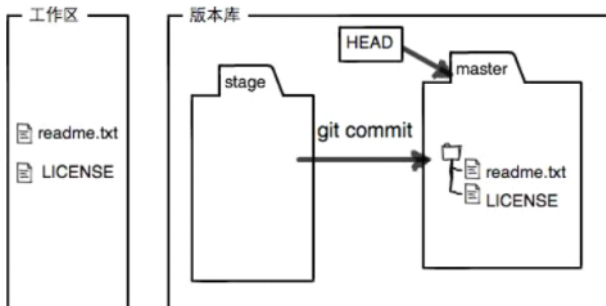 工作区
版本库
HEAD
stage
master
git commit
readme.txt
LICENSE
readme.txt
LICENSE